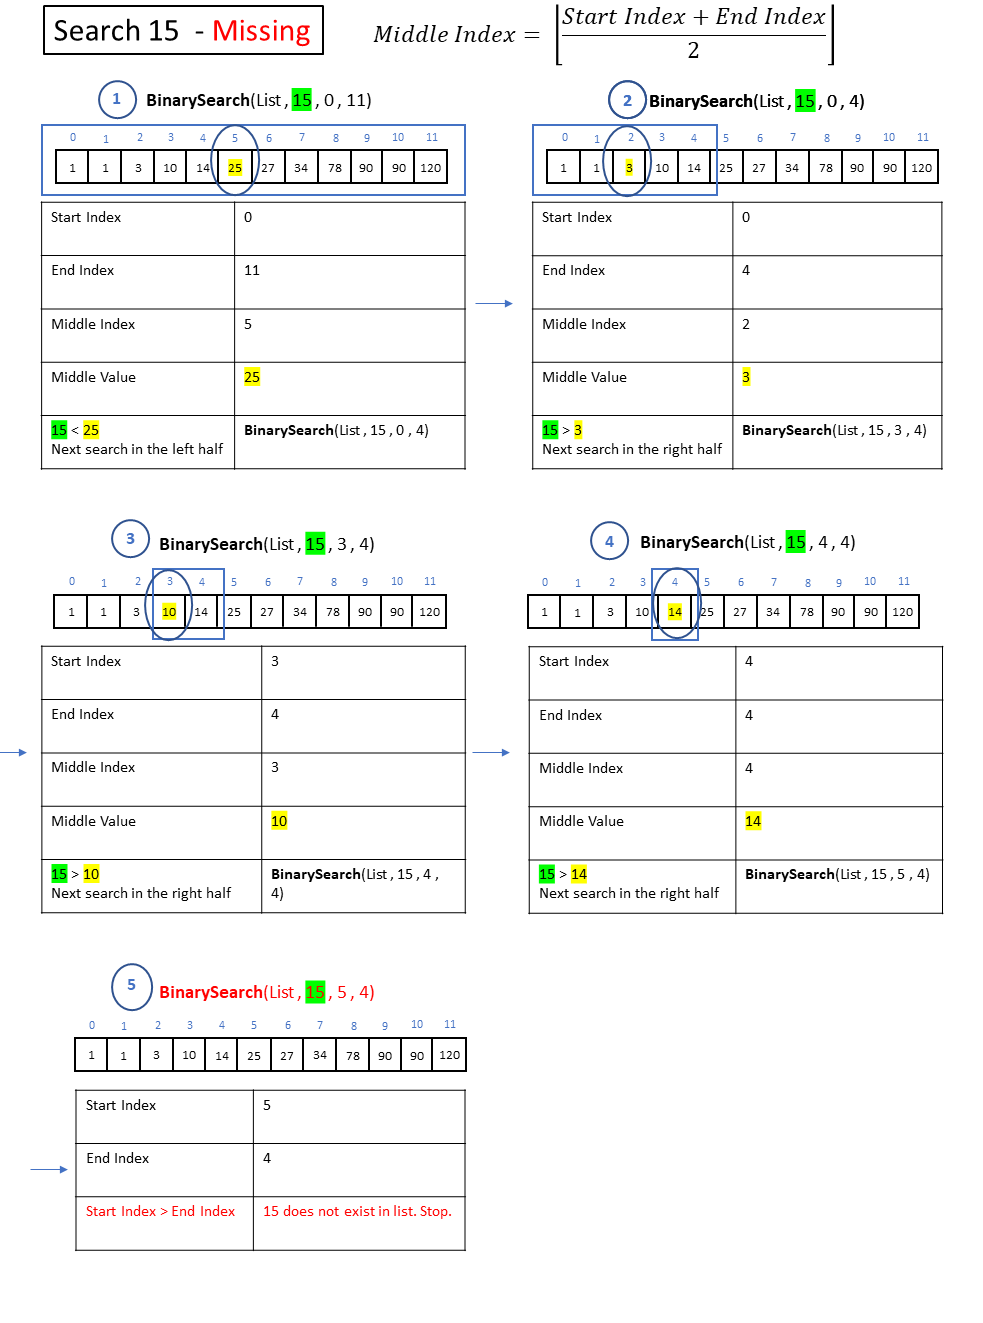 Search 15 - Missing
Middle Index = ⌊(Start Index + End Index)/2⌋
1 BinarySearch(List , 15 , 0 , 11)
0 1 2 3 4 5 6 7 8 9 10 11
1 1 3 10 14 25 27 34 78 90 90 120
Start Index 0
End Index 11
Middle Index 5
Middle Value 25
15 < 25
Next search in the left half
BinarySearch(List , 15 , 0 , 4)
2 BinarySearch(List , 15 , 0 , 4)
0 1 2 3 4 5 6 7 8 9 10 11
1 1 3 10 14 25 27 34 78 90 90 120
Start Index 0
End Index 4
Middle Index 2
Middle Value 3
15 > 3
Next search in the right half
BinarySearch(List , 15 , 3 , 4)
3 BinarySearch(List , 15 , 3 , 4)
0 1 2 3 4 5 6 7 8 9 10 11
1 1 3 10 14 25 27 34 78 90 90 120
Start Index 3
End Index 4
Middle Index 3
Middle Value 10
15 > 10
Next search in the right half
BinarySearch(List , 15 , 4 ,
4)
4 BinarySearch(List , 15 , 4 , 4)
0 1 2 3 4 5 6 7 8 9 10 11
1 1 3 10 14 25 27 34 78 90 90 120
Start Index 4
End Index 4
Middle Index 4
Middle Value 14
15 > 14
Next search in the right half
BinarySearch(List , 15 , 5 , 4)
5 BinarySearch(List , 15 , 5 , 4)
0 1 2 3 4 5 6 7 8 9 10 11
1 1 3 10 14 25 27 34 78 90 90 120
Start Index 5
End Index 4
Start Index > End Index 15 does not exist in list. Stop.